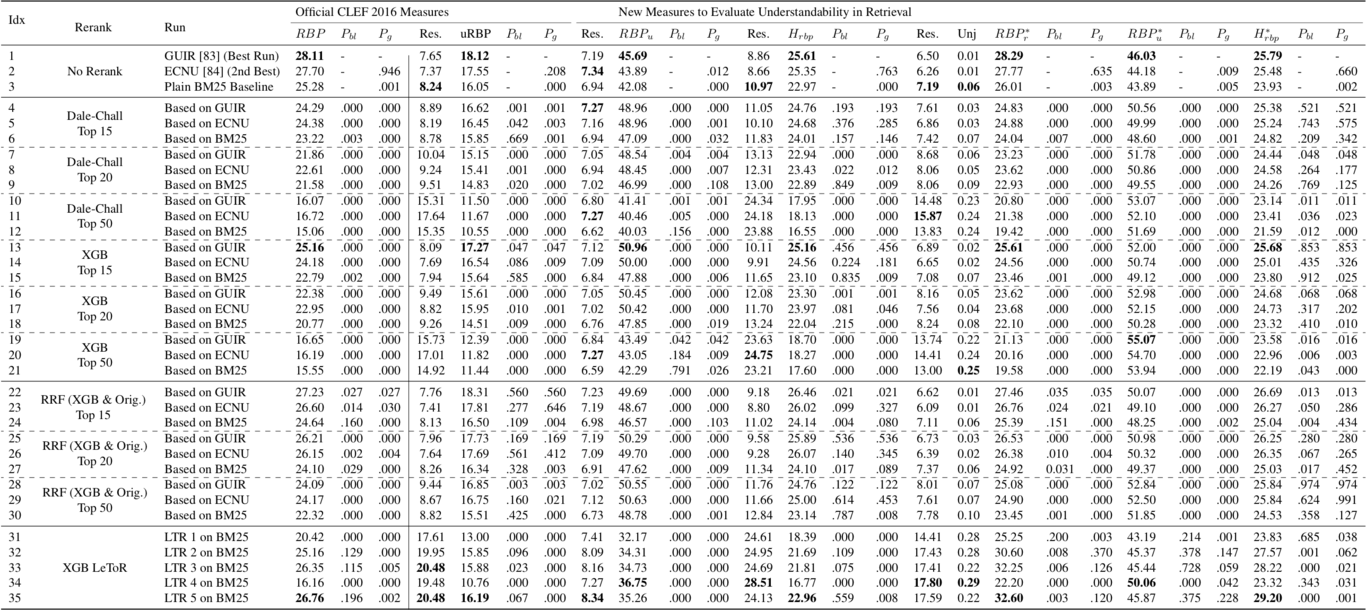 Official CLEF 2016 Measures New Measures to Evaluate Understandability in Retrieval
Idx Rerank Run RBP P_bl P_g Res. uRBP P_bl P_g Res. RBP_u P_bl P_g Res. H_rbp P_bl P_g Res. Unj RBP*_r P_bl P_g RBP*_u P_bl P_g H*_rbp P_bl P_g
1 GUIR [83] (Best Run) 28.11 - - 7.65 18.12 - - 7.19 45.69 - - 8.86 25.61 - - 6.50 0.01 28.29 - - 46.03 - - 25.79 - -
2 No Rerank ECNU [84] (2nd Best) 27.70 - .946 7.37 17.55 - .208 7.34 43.89 - .012 8.66 25.35 - .763 6.26 0.01 27.77 - .635 44.18 - .009 25.48 - .660
3 Plain BM25 Baseline 25.28 - .001 8.24 16.05 - .000 6.94 42.08 - .000 10.97 22.97 - .000 7.19 0.06 26.01 - .003 43.89 - .005 23.93 - .002
4 Dale-Chall Based on GUIR 24.29 .000 .000 8.89 16.62 .001 .001 7.27 48.96 .000 .000 11.05 24.76 .193 .193 7.61 0.03 24.83 .000 .000 50.56 .000 .000 25.38 .521 .521
5 Top 15 Based on ECNU 24.38 .000 .000 8.19 16.45 .042 .003 7.16 48.96 .000 .001 10.10 24.68 .376 .285 6.86 0.03 24.88 .000 .000 49.99 .000 .000 25.24 .743 .575
6 Based on BM25 23.22 .003 .000 8.78 15.85 .669 .001 6.94 47.09 .000 .032 11.83 24.01 .157 .146 7.42 0.07 24.04 .007 .000 48.60 .000 .001 24.82 .209 .342
7 Dale-Chall Based on GUIR 21.86 .000 .000 10.04 15.15 .000 .000 7.05 48.54 .004 .004 13.13 22.94 .000 .000 8.68 0.06 23.23 .000 .000 51.78 .000 .000 24.44 .048 .048
8 Top 20 Based on ECNU 22.61 .000 .000 9.24 15.41 .001 .000 6.94 48.45 .000 .007 12.31 23.43 .022 .012 8.06 0.05 23.62 .000 .000 50.86 .000 .000 24.58 .264 .177
9 Based on BM25 21.58 .000 .000 9.51 14.83 .020 .000 7.02 46.99 .000 .108 13.00 22.89 .849 .009 8.06 0.09 22.93 .000 .000 49.55 .000 .000 24.26 .769 .125
10 Dale-Chall Based on GUIR 16.07 .000 .000 15.31 11.50 .000 .000 6.80 41.41 .001 .001 24.34 17.95 .000 .000 14.48 0.23 20.80 .000 .000 53.07 .000 .000 23.14 .011 .011
11 Top 50 Based on ECNU 16.72 .000 .000 17.64 11.67 .000 .000 7.27 40.46 .005 .000 24.18 18.13 .000 .000 15.87 0.24 21.38 .000 .000 52.10 .000 .000 23.41 .036 .023
12 Based on BM25 15.06 .000 .000 15.35 10.55 .000 .000 6.62 40.03 .156 .000 23.88 16.55 .000 .000 13.83 0.24 19.42 .000 .000 51.69 .000 .000 21.59 .012 .000
13 XGB Based on GUIR 25.16 .000 .000 8.09 17.27 .047 .047 7.12 50.96 .000 .000 10.11 25.16 .456 .456 6.89 0.02 25.61 .000 .000 52.00 .000 .000 25.68 .853 .853
14 Top 15 Based on ECNU 24.18 .000 .000 7.69 16.54 .086 .009 7.09 50.00 .000 .000 9.91 24.56 0.224 .181 6.65 0.02 24.56 .000 .000 50.74 .000 .000 25.01 .435 .326
15 Based on BM25 22.79 .002 .000 7.94 15.64 .585 .000 6.84 47.88 .000 .006 11.65 23.10 0.835 .009 7.08 0.07 23.46 .001 .000 49.12 .000 .000 23.80 .912 .025
16 XGB Based on GUIR 22.38 .000 .000 9.49 15.61 .000 .000 7.05 50.45 .000 .000 12.08 23.30 .001 .001 8.16 0.05 23.62 .000 .000 52.98 .000 .000 24.68 .068 .068
17 Top 20 Based on ECNU 22.95 .000 .000 8.82 15.95 .010 .001 7.02 50.42 .000 .000 11.70 23.97 .081 .046 7.56 0.04 23.68 .000 .000 52.15 .000 .000 24.73 .317 .202
18 Based on BM25 20.77 .000 .000 9.26 14.51 .009 .000 6.76 47.85 .000 .019 13.24 22.04 .215 .000 8.24 0.08 22.10 .000 .000 50.28 .000 .000 23.32 .410 .010
19 XGB Based on GUIR 16.65 .000 .000 15.73 12.39 .000 .000 6.84 43.49 .042 .042 23.63 18.70 .000 .000 13.74 0.22 21.13 .000 .000 55.07 .000 .000 23.58 .016 .016
20 Top 50 Based on ECNU 16.19 .000 .000 17.01 11.82 .000 .000 7.27 43.05 .184 .009 24.75 18.27 .000 .000 14.41 0.24 20.16 .000 .000 54.70 .000 .000 22.96 .006 .003
21 Based on BM25 15.55 .000 .000 14.92 11.44 .000 .000 6.59 42.29 .791 .026 23.21 17.60 .000 .000 13.00 0.25 19.58 .000 .000 53.94 .000 .000 22.19 .043 .000
22 RRF (XGB & Orig.) Based on GUIR 27.23 .027 .027 7.76 18.31 .560 .560 7.23 49.69 .000 .000 9.18 26.46 .021 .021 6.62 0.01 27.46 .035 .035 50.07 .000 .000 26.69 .013 .013
23 Top 15 Based on ECNU 26.60 .014 .030 7.41 17.81 .277 .646 7.19 48.67 .000 .000 8.80 26.02 .099 .327 6.09 0.01 26.76 .024 .021 49.10 .000 .000 26.27 .050 .286
24 Based on BM25 24.64 .160 .000 8.13 16.50 .109 .004 6.98 46.57 .000 .103 11.02 24.14 .004 .080 7.11 0.06 25.39 .151 .000 48.25 .000 .002 25.04 .004 .434
25 RRF (XGB & Orig.) Based on GUIR 26.21 .000 .000 7.96 17.73 .169 .169 7.19 50.29 .000 .000 9.58 25.89 .536 .536 6.73 0.03 26.53 .000 .000 50.98 .000 .000 26.25 .280 .280
26 Top 20 Based on ECNU 26.15 .002 .004 7.64 17.69 .561 .412 7.09 49.70 .000 .000 9.28 26.07 .140 .345 6.39 0.02 26.38 .010 .004 50.32 .000 .000 26.35 .067 .265
27 Based on BM25 24.10 .029 .000 8.26 16.34 .328 .003 6.91 47.62 .000 .009 11.34 24.10 .017 .089 7.37 0.06 24.92 0.031 .000 49.37 .000 .000 25.03 .017 .452
28 RRF (XGB & Orig.) Based on GUIR 24.09 .000 .000 9.44 16.85 .003 .003 7.02 50.55 .000 .000 11.76 24.76 .122 .122 8.01 0.07 25.08 .000 .000 52.84 .000 .000 25.84 .974 .974
29 Top 50 Based on ECNU 24.17 .000 .000 8.67 16.75 .160 .021 7.12 50.63 .000 .000 11.66 25.00 .614 .453 7.61 0.07 24.90 .000 .000 52.50 .000 .000 25.84 .624 .991
30 Based on BM25 22.32 .000 .000 8.82 15.51 .425 .000 6.73 48.78 .000 .001 12.84 23.14 .787 .008 7.78 0.10 23.45 .001 .000 51.85 .000 .000 24.53 .358 .127
31 LTR 1 on BM25 20.42 .000 .000 17.61 13.00 .000 .000 7.41 32.17 .000 .000 24.61 18.39 .000 .000 14.41 0.28 25.25 .200 .003 43.19 .214 .001 23.83 .685 .038
32 LTR 2 on BM25 25.16 .129 .000 19.95 15.85 .096 .000 8.09 34.31 .000 .000 24.95 21.69 .109 .000 17.43 0.28 30.60 .008 .370 45.37 .378 .147 27.57 .001 .062
33 XGB LeToR LTR 3 on BM25 26.35 .115 .005 20.48 15.88 .023 .000 8.16 34.73 .000 .000 24.69 21.81 .075 .000 17.41 0.22 32.25 .006 .126 45.44 .728 .059 28.22 .000 .021
34 LTR 4 on BM25 16.16 .000 .000 19.48 10.76 .000 .000 7.27 36.75 .000 .000 28.51 16.77 .000 .000 17.80 0.29 22.20 .000 .000 50.06 .000 .042 23.32 .343 .031
35 LTR 5 on BM25 26.76 .196 .002 20.48 16.19 .067 .000 8.34 35.26 .000 .000 24.13 22.96 .559 .008 17.59 0.22 32.60 .003 .120 45.87 .375 .228 29.20 .000 .001